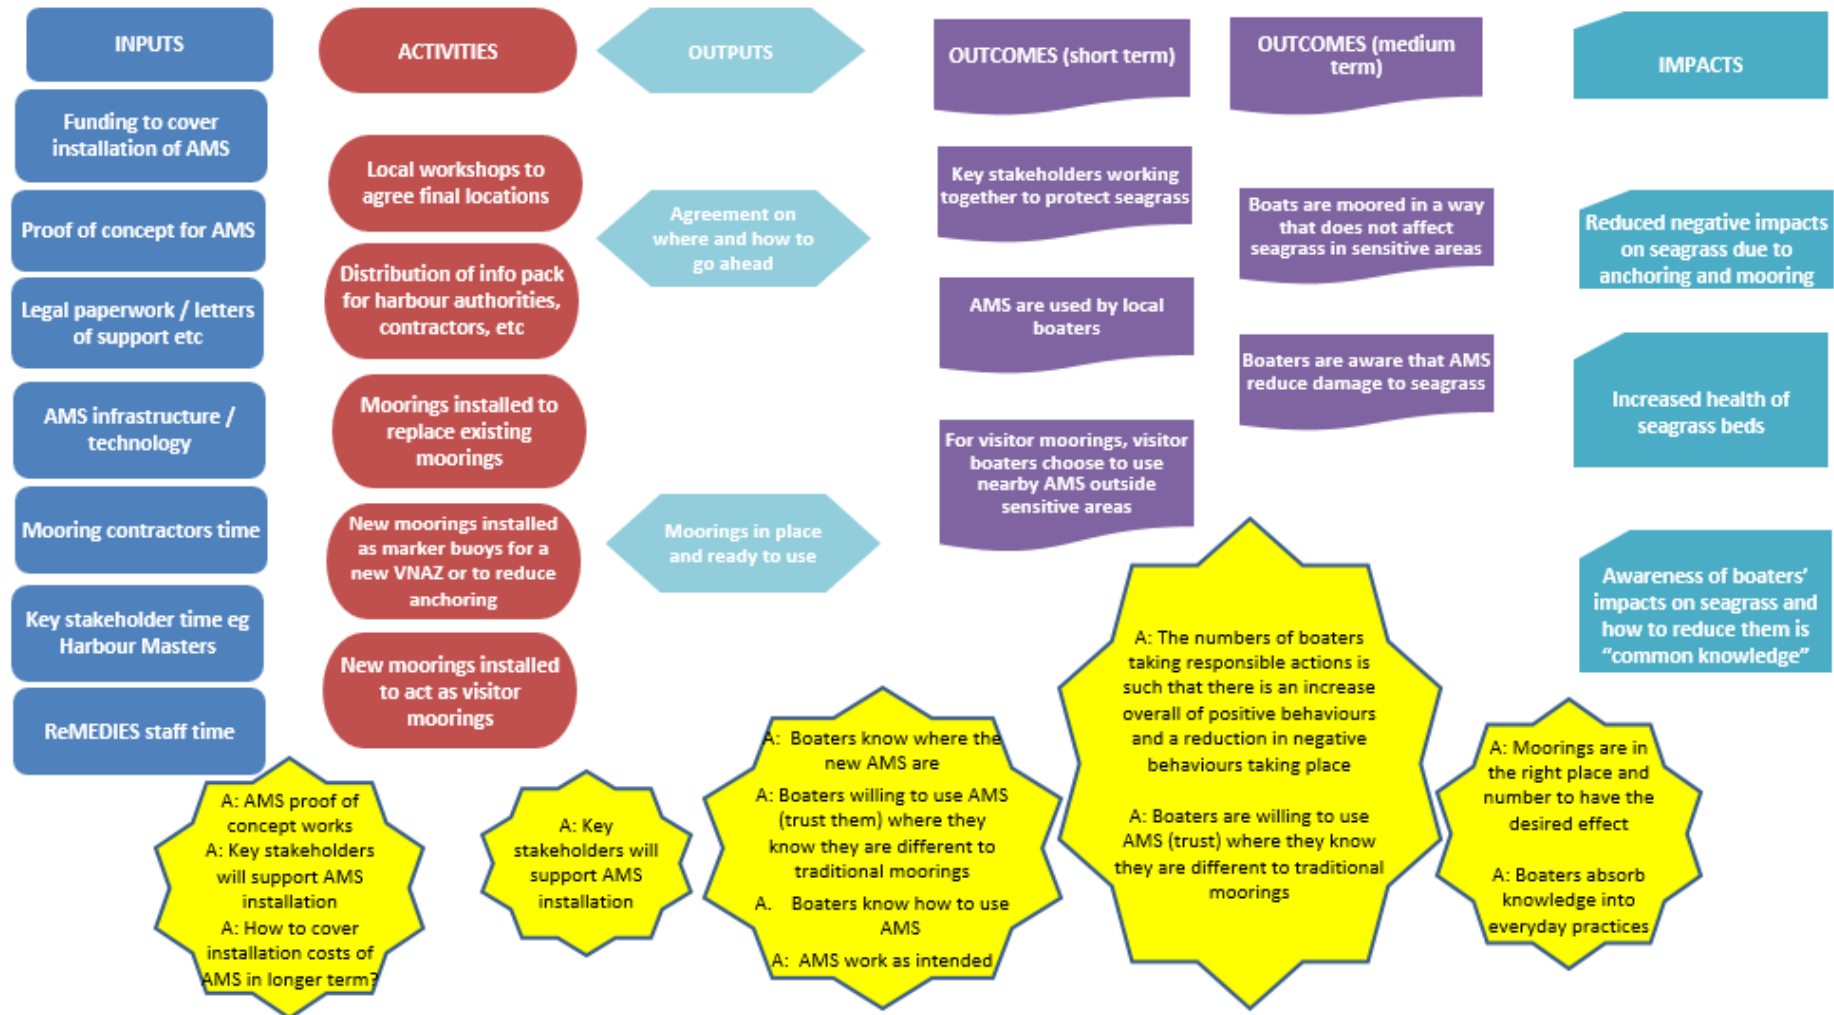 INPUTS
Funding to cover
installation of AMS
Proof of concept for AMS
Legal paperwork / letters
of support etc
AMS infrastructure /
technology
Mooring contractors time
Key stakeholder time eg
Harbour Masters
ReMEDIES staff time
ACTIVITIES
Local workshops to
agree final locations
Distribution of info pack
for harbour authorities,
contractors, etc
Moorings installed to
replace existing
moorings
New moorings installed
as marker buoys for a
new VNAZ or to reduce
anchoring
New moorings installed
to act as visitor
moorings
OUTPUTS
Agreement on
where and how to
go ahead
Moorings in place
and ready to use
OUTCOMES (short term)
Key stakeholders working
together to protect seagrass
AMS are used by local
boaters
For visitor moorings, visitor
boaters choose to use
nearby AMS outside
sensitive areas
OUTCOMES (medium
term)
Boats are moored in a way
that does not affect
seagrass in sensitive areas
Boaters are aware that AMS
reduce damage to seagrass
IMPACTS
Reduced negative impacts
on seagrass due to
anchoring and mooring
Increased health of
seagrass beds
Awareness of boaters’
impacts on seagrass and
how to reduce them is
“common knowledge”
A: AMS proof of
concept works
A: Key stakeholders
will support AMS
installation
A: How to cover
installation costs of
AMS in longer term?
A: Key
stakeholders will
support AMS
installation
A: Boaters know where the
new AMS are
A: Boaters willing to use AMS
(trust them) where they
know they are different to
traditional moorings
A. Boaters know how to use
AMS
A: AMS work as intended
A: The numbers of boaters
taking responsible actions is
such that there is an increase
overall of positive behaviours
and a reduction in negative
behaviours taking place
A: Boaters are willing to use
AMS (trust) where they know
they are different to traditional
moorings
A: Moorings are in
the right place and
number to have the
desired effect
A: Boaters absorb
knowledge into
everyday practices